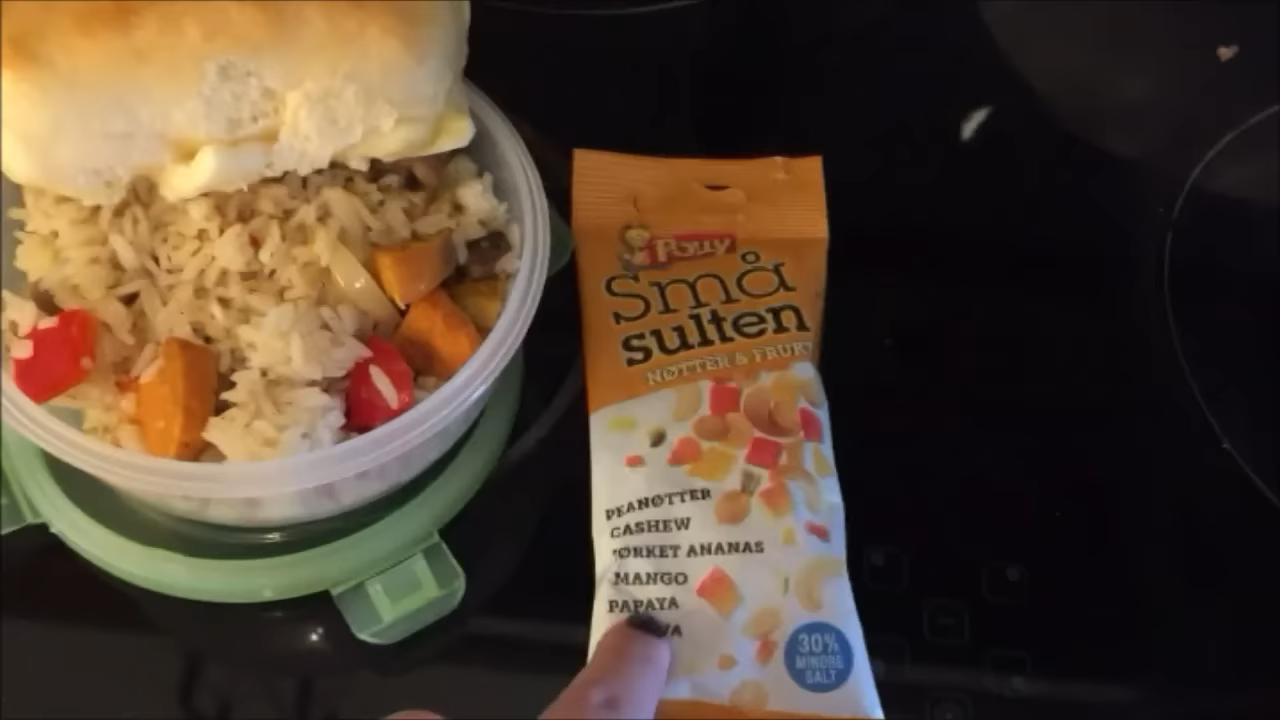 Polly
Små
sulten
NØTTER & FRUKT
PEANØTTER
CASHEW
TØRKET ANANAS
MANGO
PAPAYA
30%
MINDRE
SALT